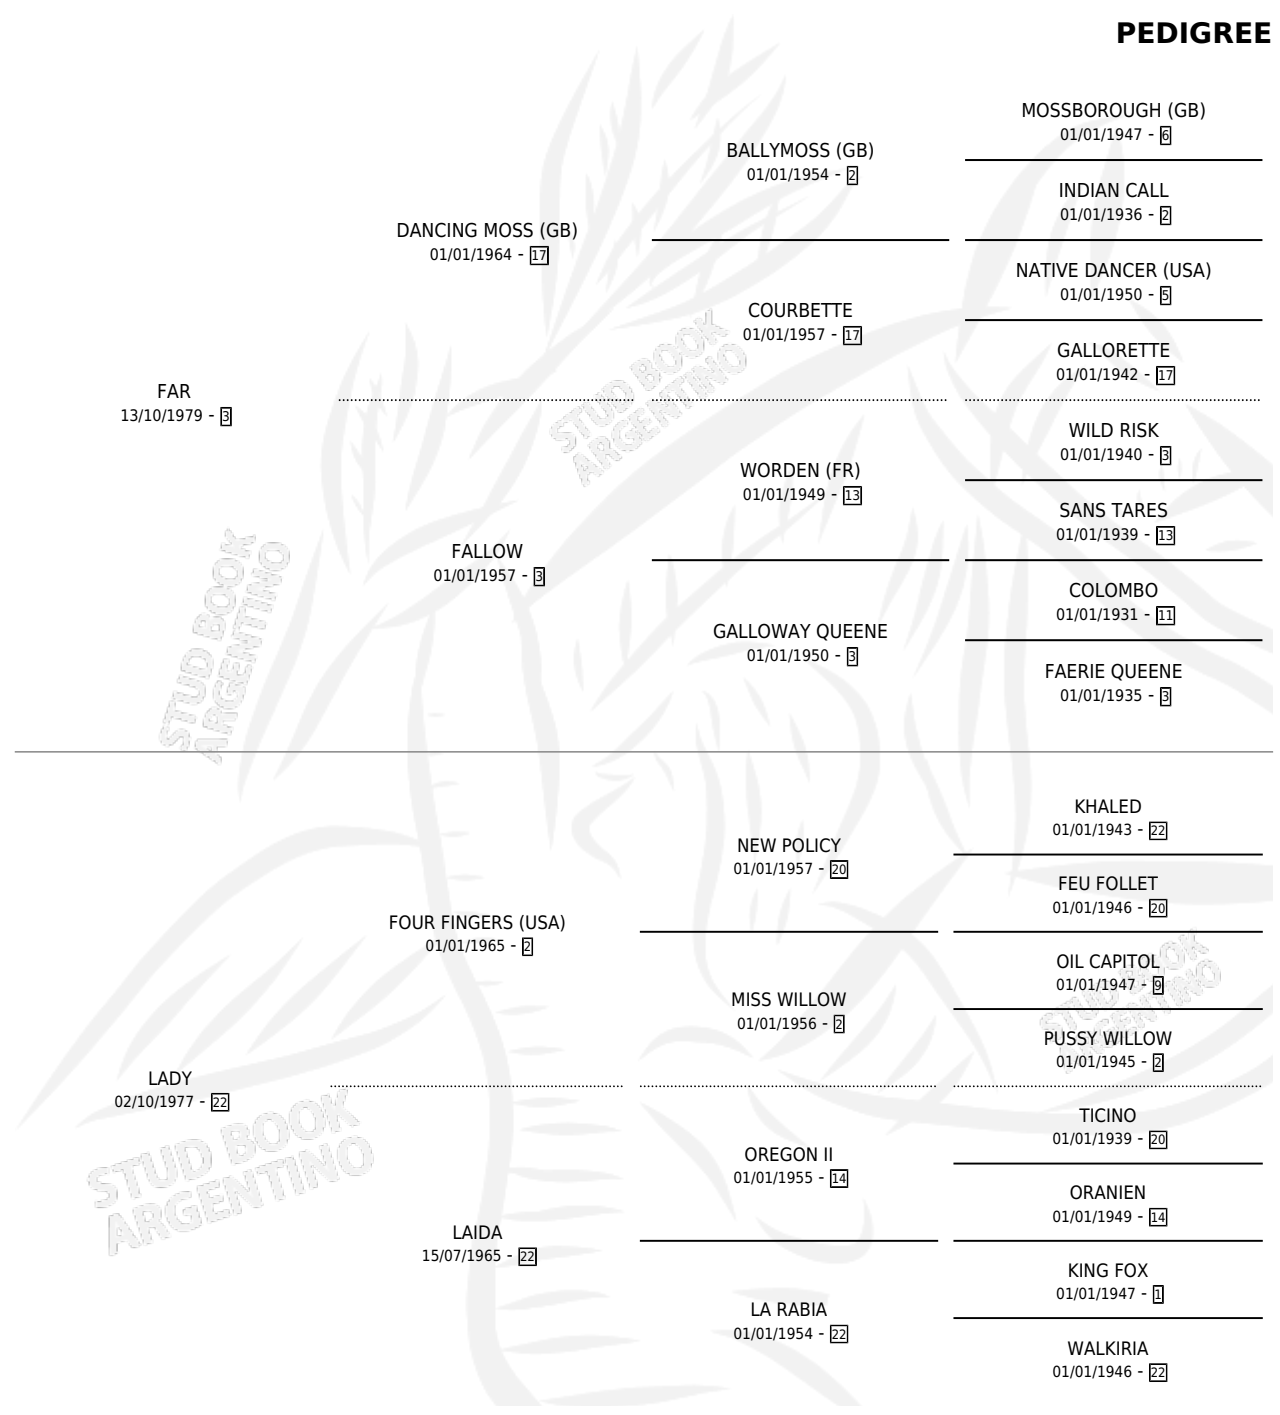 PEDIGREE
MOSSBOROUGH (GB)
01/01/1947 - 6
BALLYMOSS (GB)
01/01/1954 - 2
INDIAN CALL
01/01/1936 - 2
DANCING MOSS (GB)
01/01/1964 - 17
NATIVE DANCER (USA)
01/01/1950 - 5
COURBETTE
01/01/1957 - 17
GALLORETTE
01/01/1942 - 17
FAR
13/10/1979 - 3
WILD RISK
01/01/1940 - 3
WORDEN (FR)
01/01/1949 - 13
SANS TARES
01/01/1939 - 13
FALLOW
01/01/1957 - 3
COLOMBO
01/01/1931 - 11
GALLOWAY QUEENE
01/01/1950 - 3
FAERIE QUEENE
01/01/1935 - 3
STUD BOOK
ARGENTINO
STUD BOOK
ARGENTINO
KHALED
01/01/1943 - 22
NEW POLICY
01/01/1957 - 20
FEU FOLLET
01/01/1946 - 20
FOUR FINGERS (USA)
01/01/1965 - 2
OIL CAPITOL
01/01/1947 - 9
MISS WILLOW
01/01/1956 - 2
PUSSY WILLOW
01/01/1945 - 2
STUD BOOK
ARGENTINO
LADY
02/10/1977 - 22
TICINO
01/01/1939 - 20
OREGON II
01/01/1955 - 14
ORANIEN
01/01/1949 - 14
LAIDA
15/07/1965 - 22
KING FOX
01/01/1947 - 1
LA RABIA
01/01/1954 - 22
WALKIRIA
01/01/1946 - 22
STUD BOOK
ARGENTINO